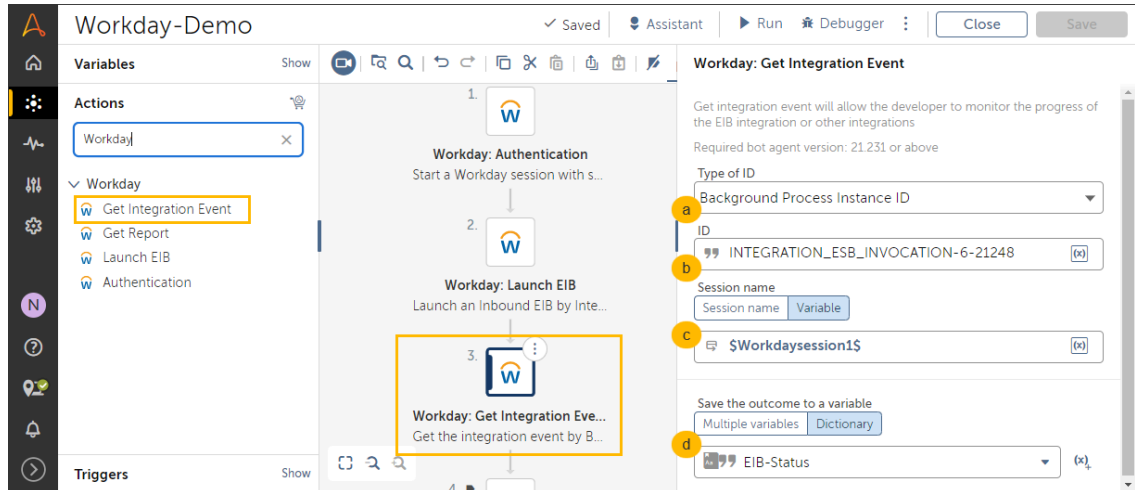 Workday-Demo
Saved
Assistant
Run
Debugger
Close
Save
Variables
Show
Actions
Workday
Workday
Get Integration Event
Get Report
Launch EIB
Authentication
N
Triggers
Show
1.
Workday: Authentication
Start a Workday session with s...
2.
Workday: Launch EIB
Launch an Inbound EIB by Inte...
3.
Workday: Get Integration Eve...
Get the integration event by B...
4.
Workday: Get Integration Event
Get integration event will allow the developer to monitor the progress of
the EIB integration or other integrations
Required bot agent version: 21.231 or above
Type of ID
a
Background Process Instance ID
ID
b
INTEGRATION_ESB_INVOCATION-6-21248
(x)
Session name
Session name
Variable
c
$Workdaysession1$
(x)
Save the outcome to a variable
Multiple variables
Dictionary
d
EIB-Status
(x)+